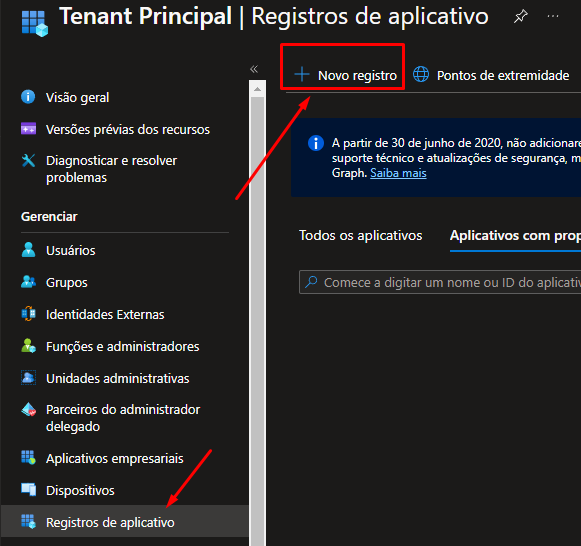 Tenant Principal | Registros de aplicativo
Visão geral
Versões prévias dos recursos
Diagnosticar e resolver
problemas
Gerenciar
Usuários
Grupos
Identidades Externas
Funções e administradores
Unidades administrativas
Parceiros do administrador
delegado
Aplicativos empresariais
Dispositivos
Registros de aplicativo
Novo registro
Pontos de extremidade
A partir de 30 de junho de 2020, não adicionare
suporte técnico e atualizações de segurança, m
Graph. Saiba mais
Todos os aplicativos
Aplicativos com prop
Comece a digitar um nome ou ID do aplicativ